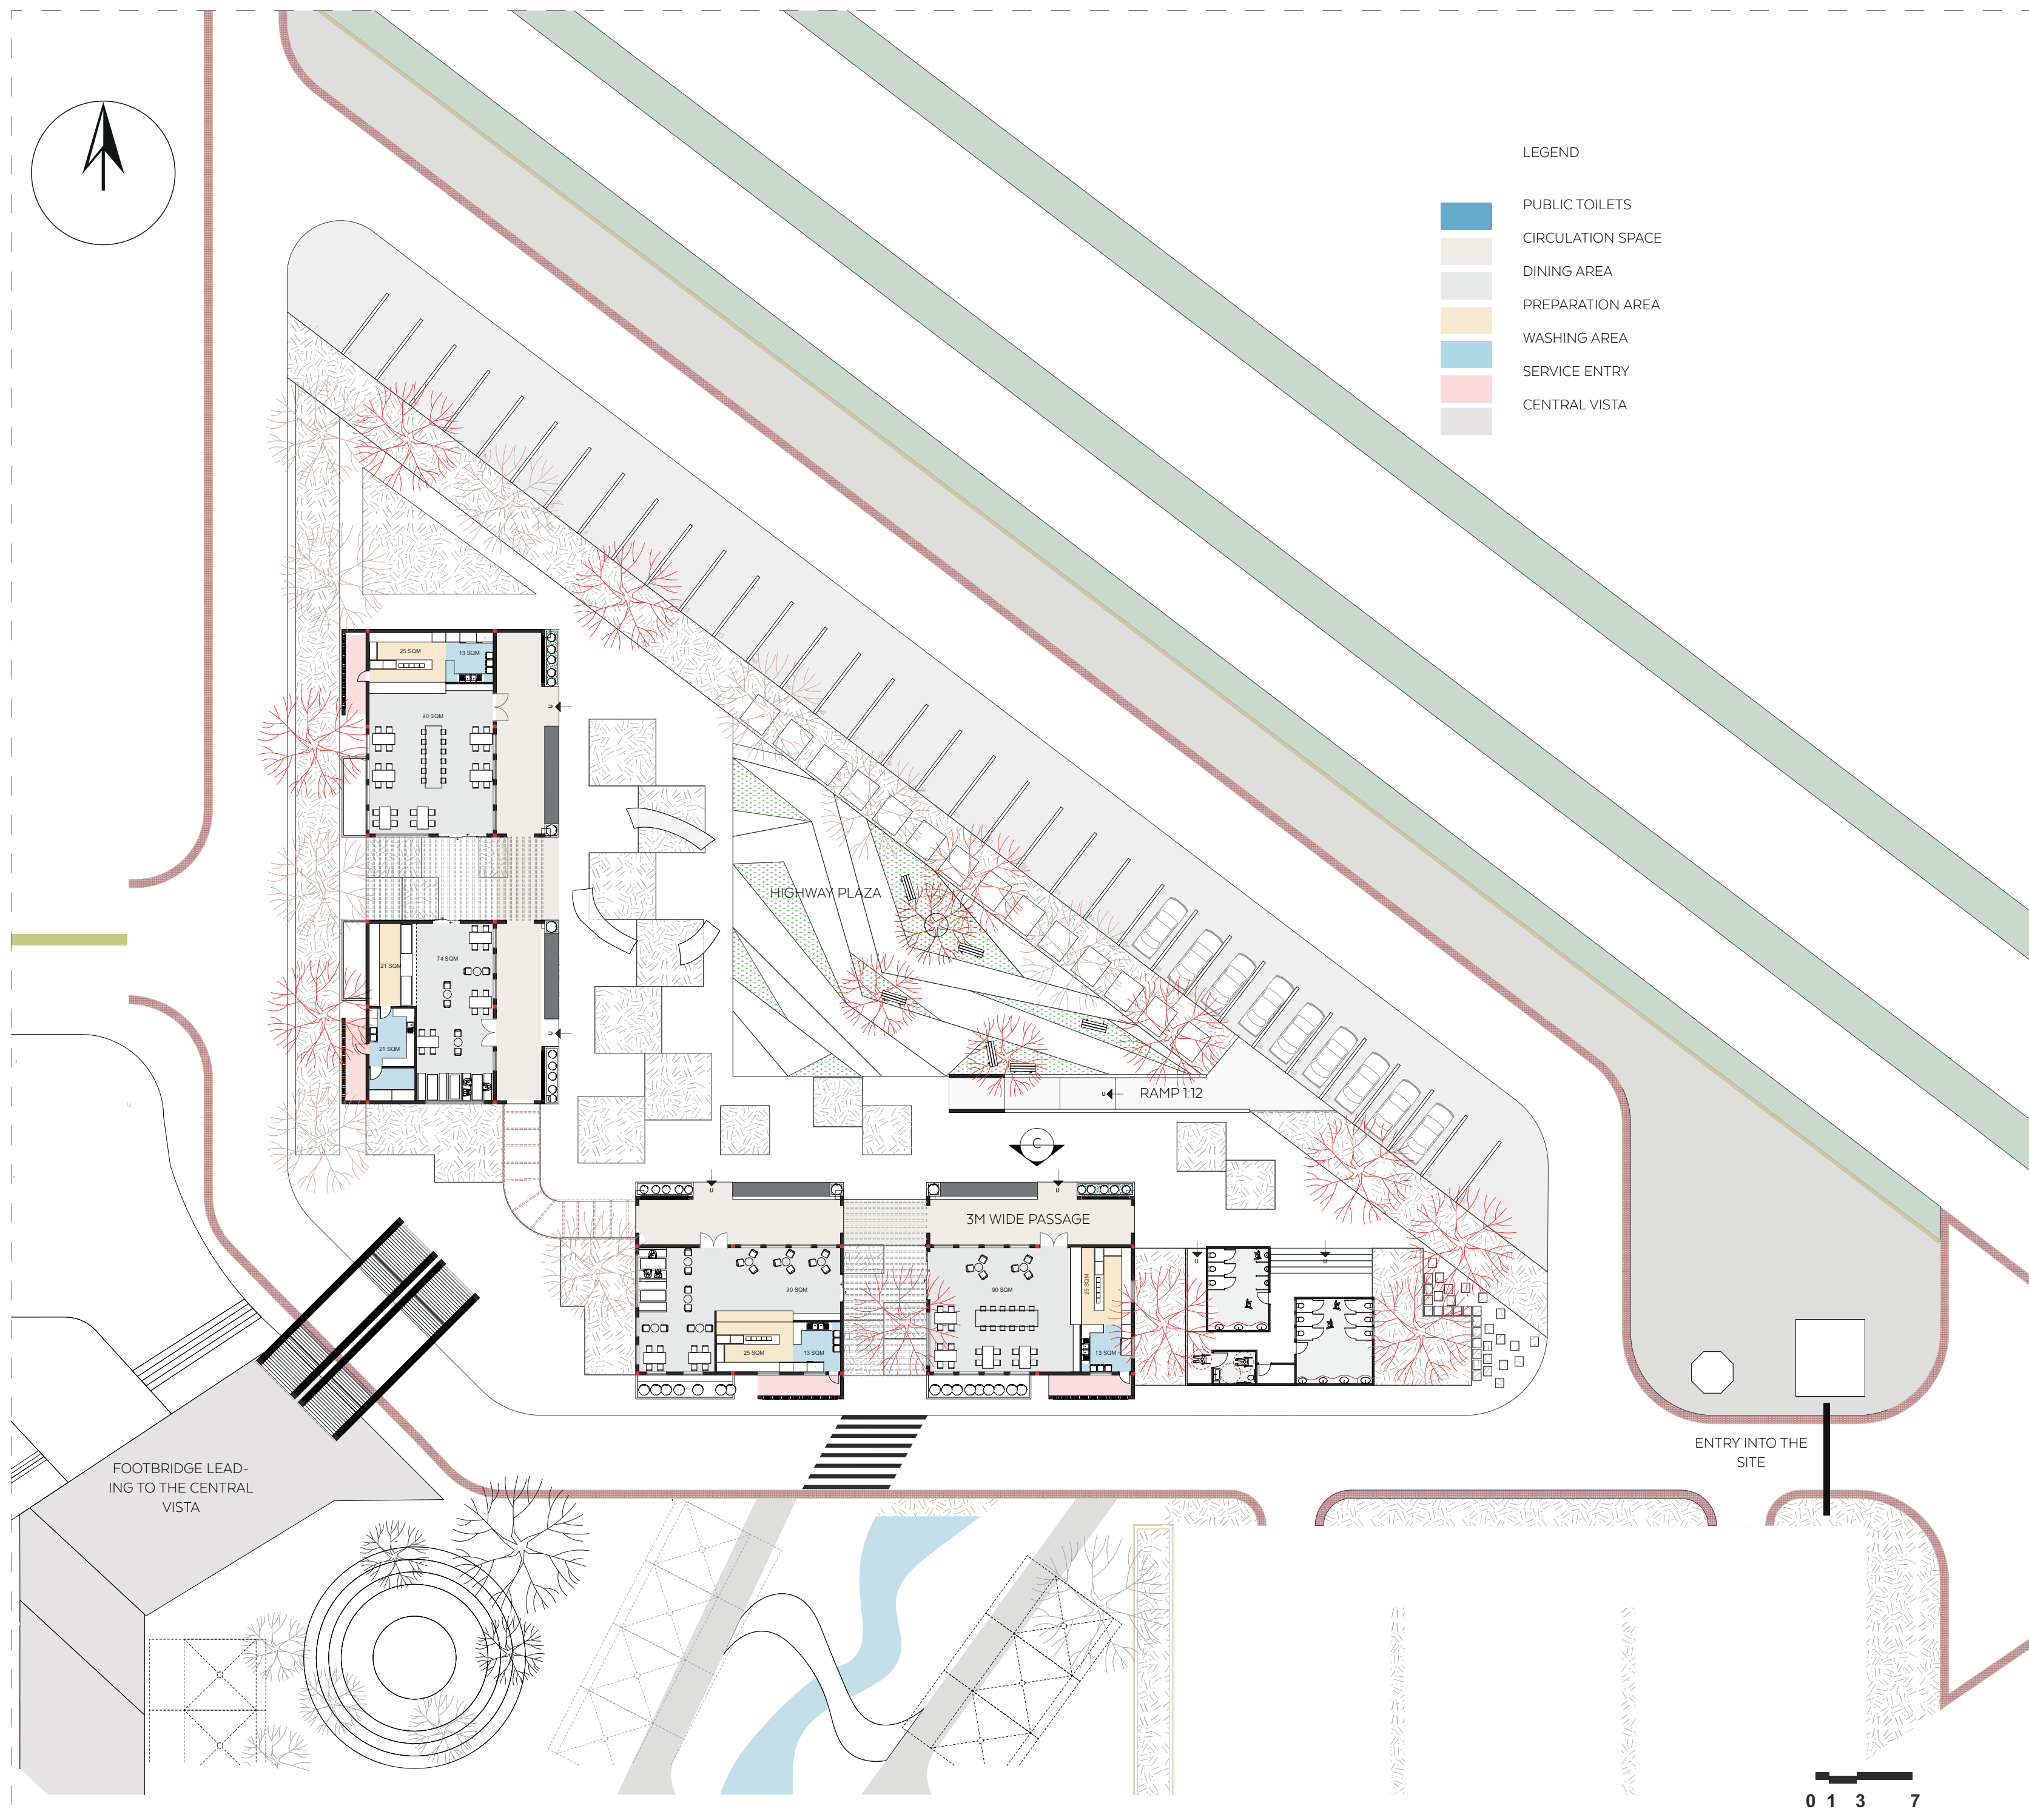 LEGEND
PUBLIC TOILETS
CIRCULATION SPACE
DINING AREA
PREPARATION AREA
WASHING AREA
SERVICE ENTRY
CENTRAL VISTA
25 SQM
13 SQM
90 SQM
U
HIGHWAY PLAZA
74 SQM
21 SQM
U
21 SQM
RAMP 1:12
U
U
C
U
U
3M WIDE PASSAGE
U
U
90 SQM
90 SQM
25 SQM
25 SQM
13 SQM
13 SQM
ENTRY INTO THE
SITE
FOOTBRIDGE LEAD-
ING TO THE CENTRAL
VISTA
0 1 3 7